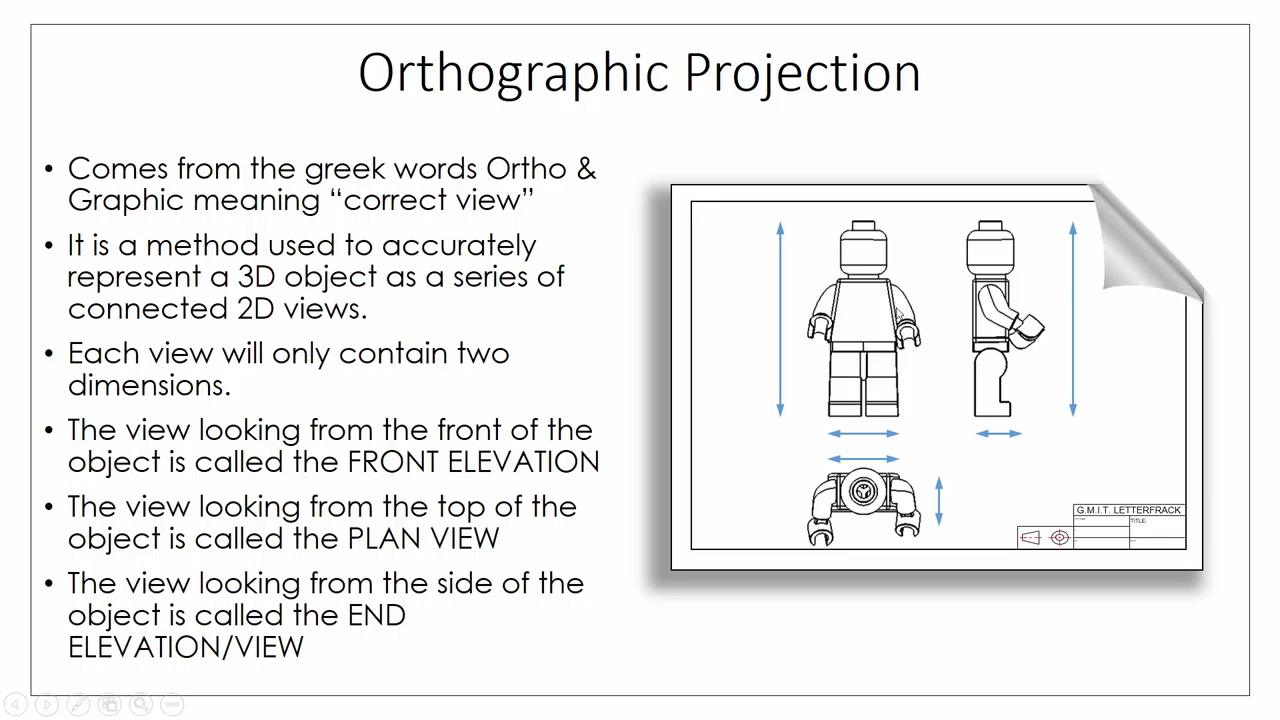 Orthographic Projection
• Comes from the greek words Ortho &
Graphic meaning “correct view”
• It is a method used to accurately
represent a 3D object as a series of
connected 2D views.
• Each view will only contain two
dimensions.
• The view looking from the front of the
object is called the FRONT ELEVATION
• The view looking from the top of the
object is called the PLAN VIEW
• The view looking from the side of the
object is called the END
ELEVATION/VIEW
G.M.I.T. LETTERFRACK
TITLE: